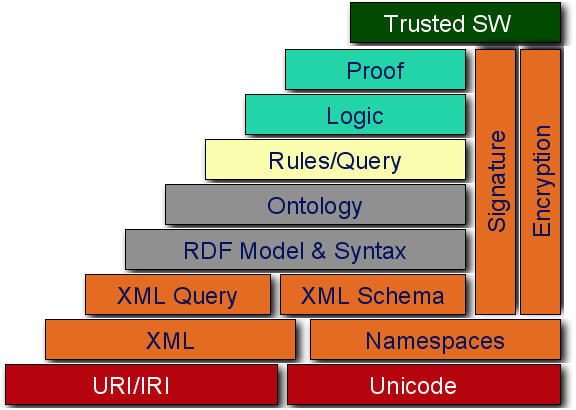 Trusted SW
Proof
Logic
Rules/Query
Ontology
RDF Model & Syntax
Signature
Encryption
XML Query
XML Schema
XML
Namespaces
URI/IRI
Unicode